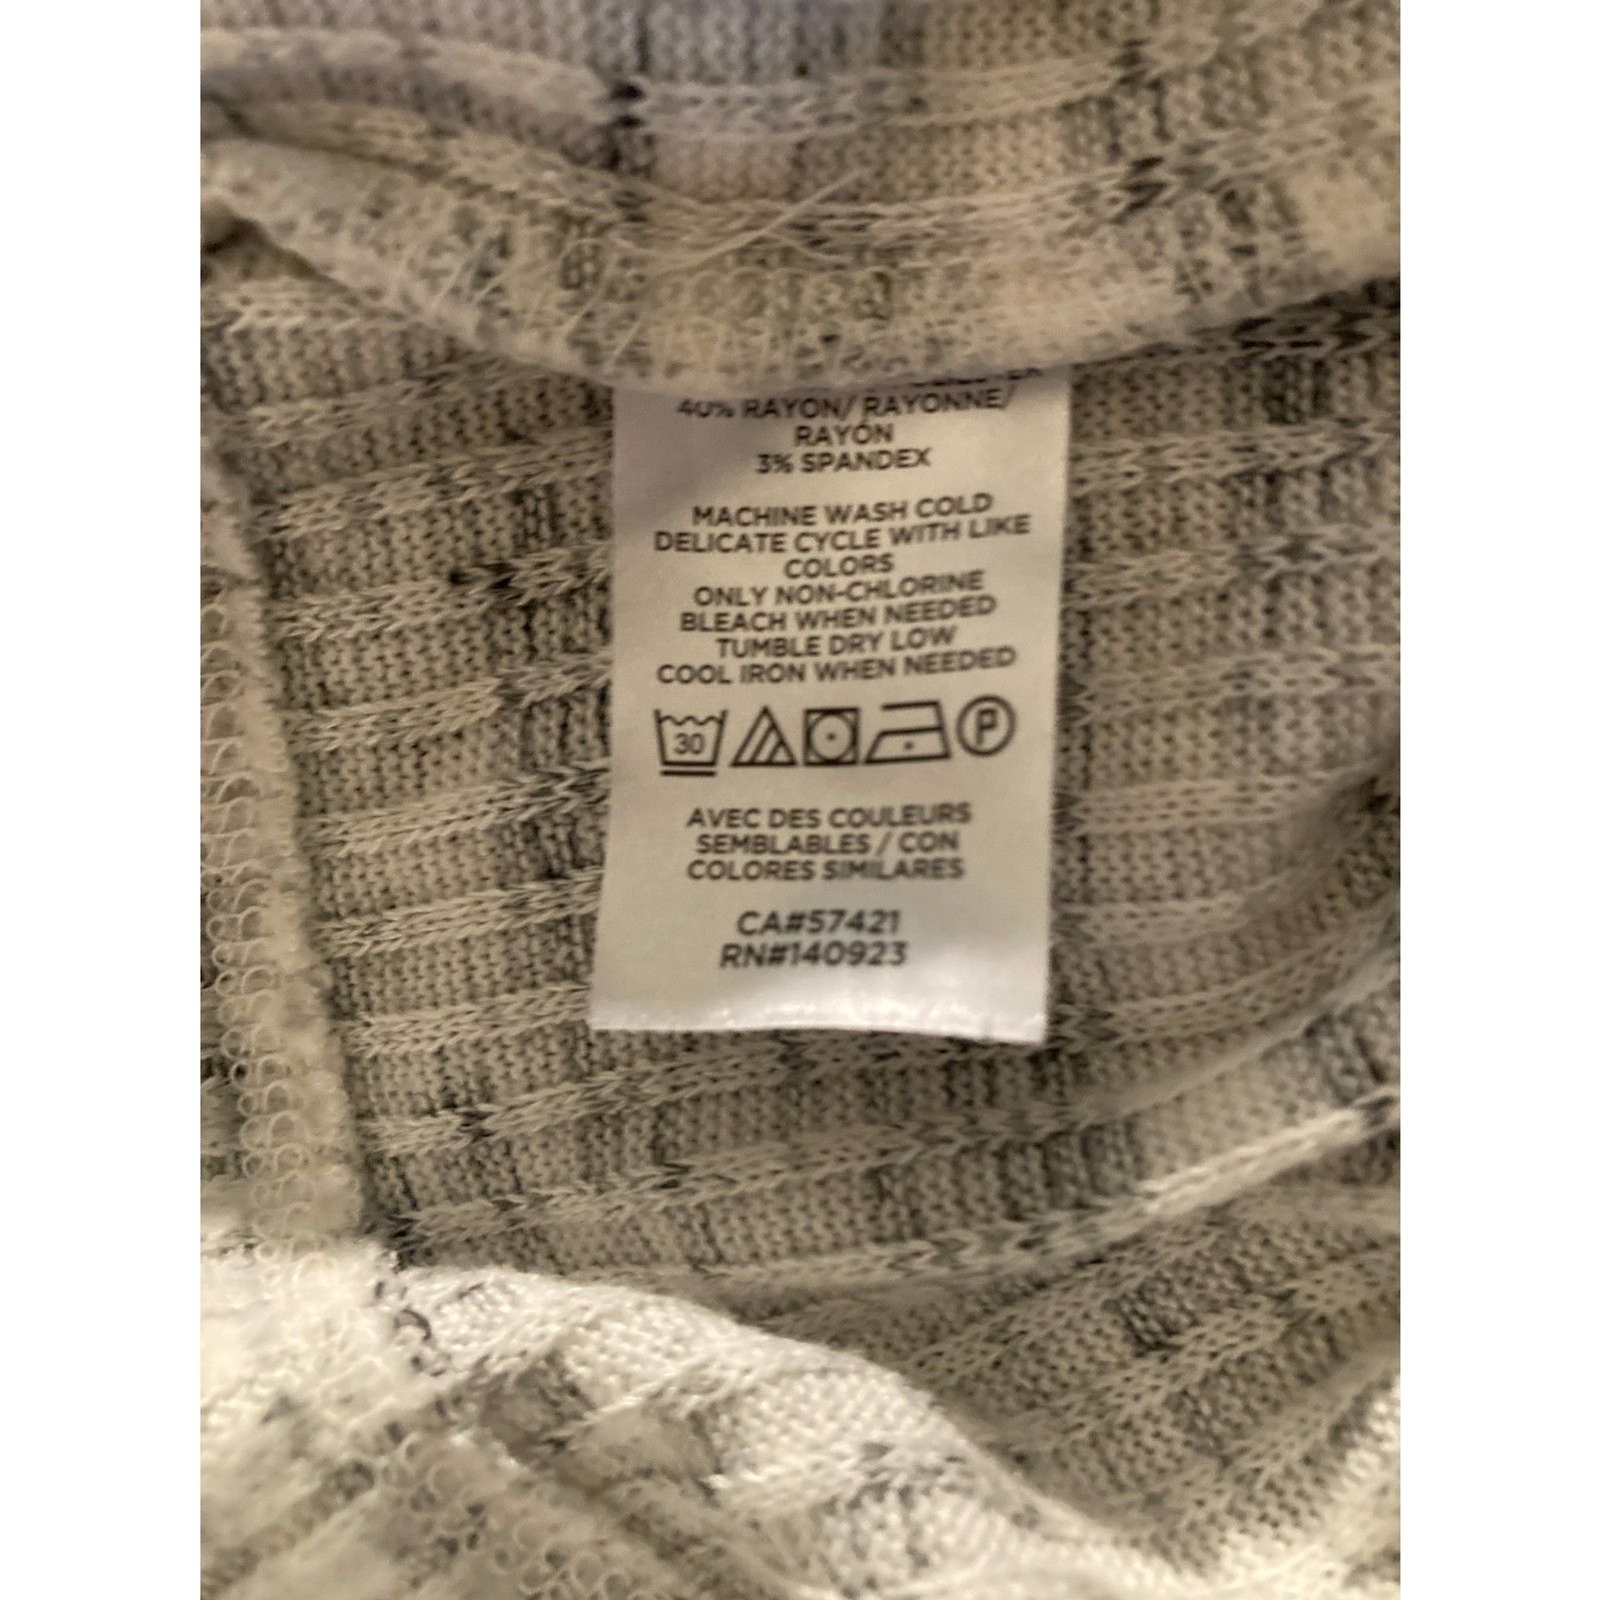 40% RAYON/ RAYONNE/
RAYÓN
3% SPANDEX
MACHINE WASH COLD
DELICATE CYCLE WITH LIKE
COLORS
ONLY NON-CHLORINE
BLEACH WHEN NEEDED
TUMBLE DRY LOW
COOL IRON WHEN NEEDED
30 P
AVEC DES COULEURS
SEMBLABLES / CON
COLORES SIMILARES
CA#57421
RN#140923